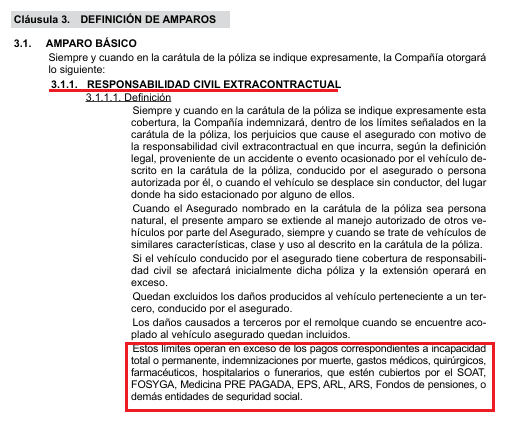 Cláusula 3. DEFINICIÓN DE AMPAROS
3.1. AMPARO BÁSICO
Siempre y cuando en la carátula de la póliza se indique expresamente, la Compañía otorgará
lo siguiente:
3.1.1. RESPONSABILIDAD CIVIL EXTRACONTRACTUAL
3.1.1.1. Definición
Siempre y cuando en la carátula de la póliza se indique expresamente esta
cobertura, la Compañía indemnizará, dentro de los límites señalados en la
carátula de la póliza, los perjuicios que cause el asegurado con motivo de
la responsabilidad civil extracontractual en que incurra, según la definición
legal, proveniente de un accidente o evento ocasionado por el vehículo de-
scrito en la carátula de la póliza, conducido por el asegurado o persona
autorizada por él, o cuando el vehículo se desplace sin conductor, del lugar
donde ha sido estacionado por alguno de ellos.
Cuando el Asegurado nombrado en la carátula de la póliza sea persona
natural, el presente amparo se extiende al manejo autorizado de otros ve-
hículos por parte del Asegurado, siempre y cuando se trate de vehículos de
similares características, clase y uso al descrito en la carátula de la póliza.
Si el vehículo conducido por el asegurado tiene cobertura de responsabili-
dad civil se afectará inicialmente dicha póliza y la extensión operará en
exceso.
Quedan excluidos los daños producidos al vehículo perteneciente a un ter-
cero, conducido por el asegurado.
Los daños causados a terceros por el remolque cuando se encuentre aco-
plado al vehículo asegurado quedan incluidos.
Estos límites operan en exceso de los pagos correspondientes a incapacidad
total o permanente, indemnizaciones por muerte, gastos médicos, quirúrgicos,
farmacéuticos, hospitalarios o funerarios, que estén cubiertos por el SOAT,
FOSYGA, Medicina PRE PAGADA, EPS, ARL, ARS, Fondos de pensiones, o
demás entidades de seguridad social.